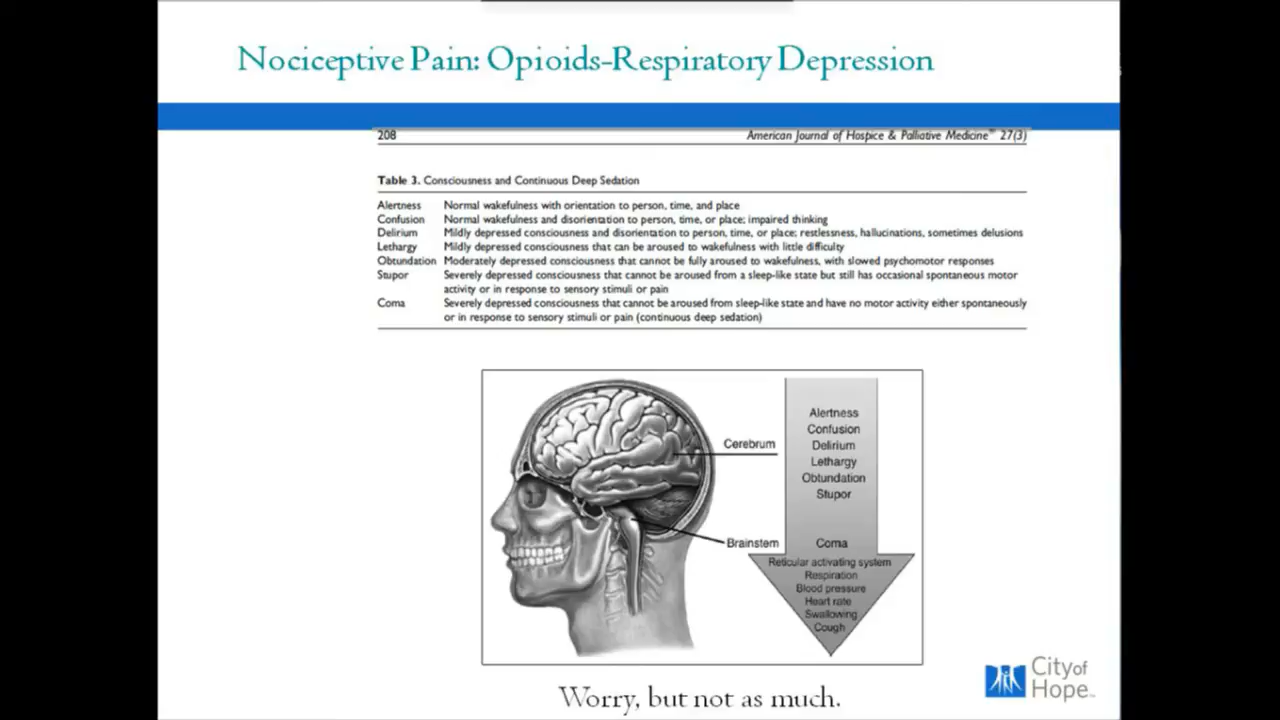 Nociceptive Pain: Opioids-Respiratory Depression
208 American Journal of Hospice & Palliative Medicine® 27(3)
Table 3. Consciousness and Continuous Deep Sedation
Alertness Normal wakefulness with orientation to person, time, and place
Confusion Normal wakefulness and disorientation to person, time, or place; impaired thinking
Delirium Mildly depressed consciousness and disorientation to person, time, or place; restlessness, hallucinations, sometimes delusions
Lethargy Mildly depressed consciousness that can be aroused to wakefulness with little difficulty
Obtundation Moderately depressed consciousness that cannot be fully aroused to wakefulness, with slowed psychomotor responses
Stupor Severely depressed consciousness that cannot be aroused from a sleep-like state but still has occasional spontaneous motor
activity or in response to sensory stimuli or pain
Coma Severely depressed consciousness that cannot be aroused from sleep-like state and have no motor activity either spontaneously
or in response to sensory stimuli or pain (continuous deep sedation)
Cerebrum
Brainstem
Alertness
Confusion
Delirium
Lethargy
Obtundation
Stupor
Coma
Reticular activating system
Respiration
Blood pressure
Heart rate
Swallowing
Cough
Worry, but not as much.
City of
Hope™